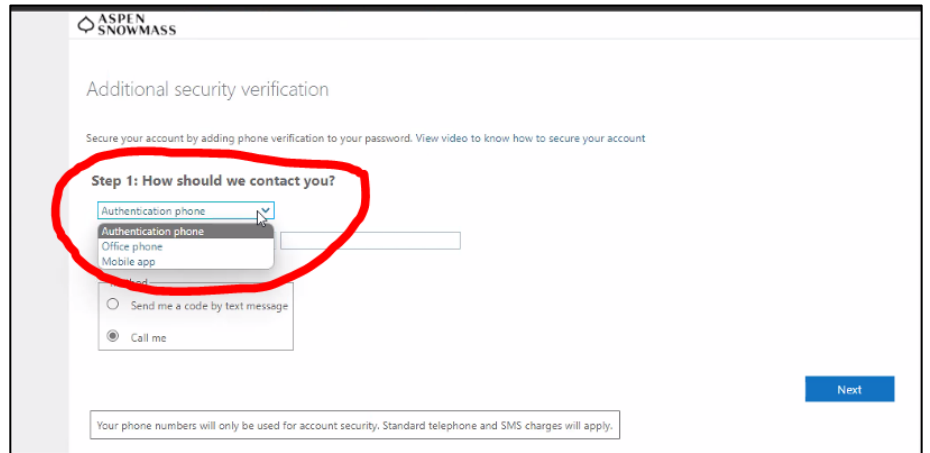 ASPEN
SNOWMASS
Additional security verification
Secure your account by adding phone verification to your password. View video to know how to secure your account
Step 1: How should we contact you?
Authentication phone
Authentication phone
Office phone
Mobile app
Send me a code by text message
Call me
Next
Your phone numbers will only be used for account security. Standard telephone and SMS charges will apply.